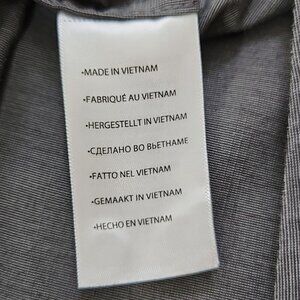 •MADE IN VIETNAM
•FABRIQUÉ AU VIETNAM
•HERGESTELLT IN VIETNAM
•СДЕЛАНО ВО ВЬЕТНАМЕ
•FATTO NEL VIETNAM
•GEMAAKT IN VIETNAM
•HECHO EN VIETNAM